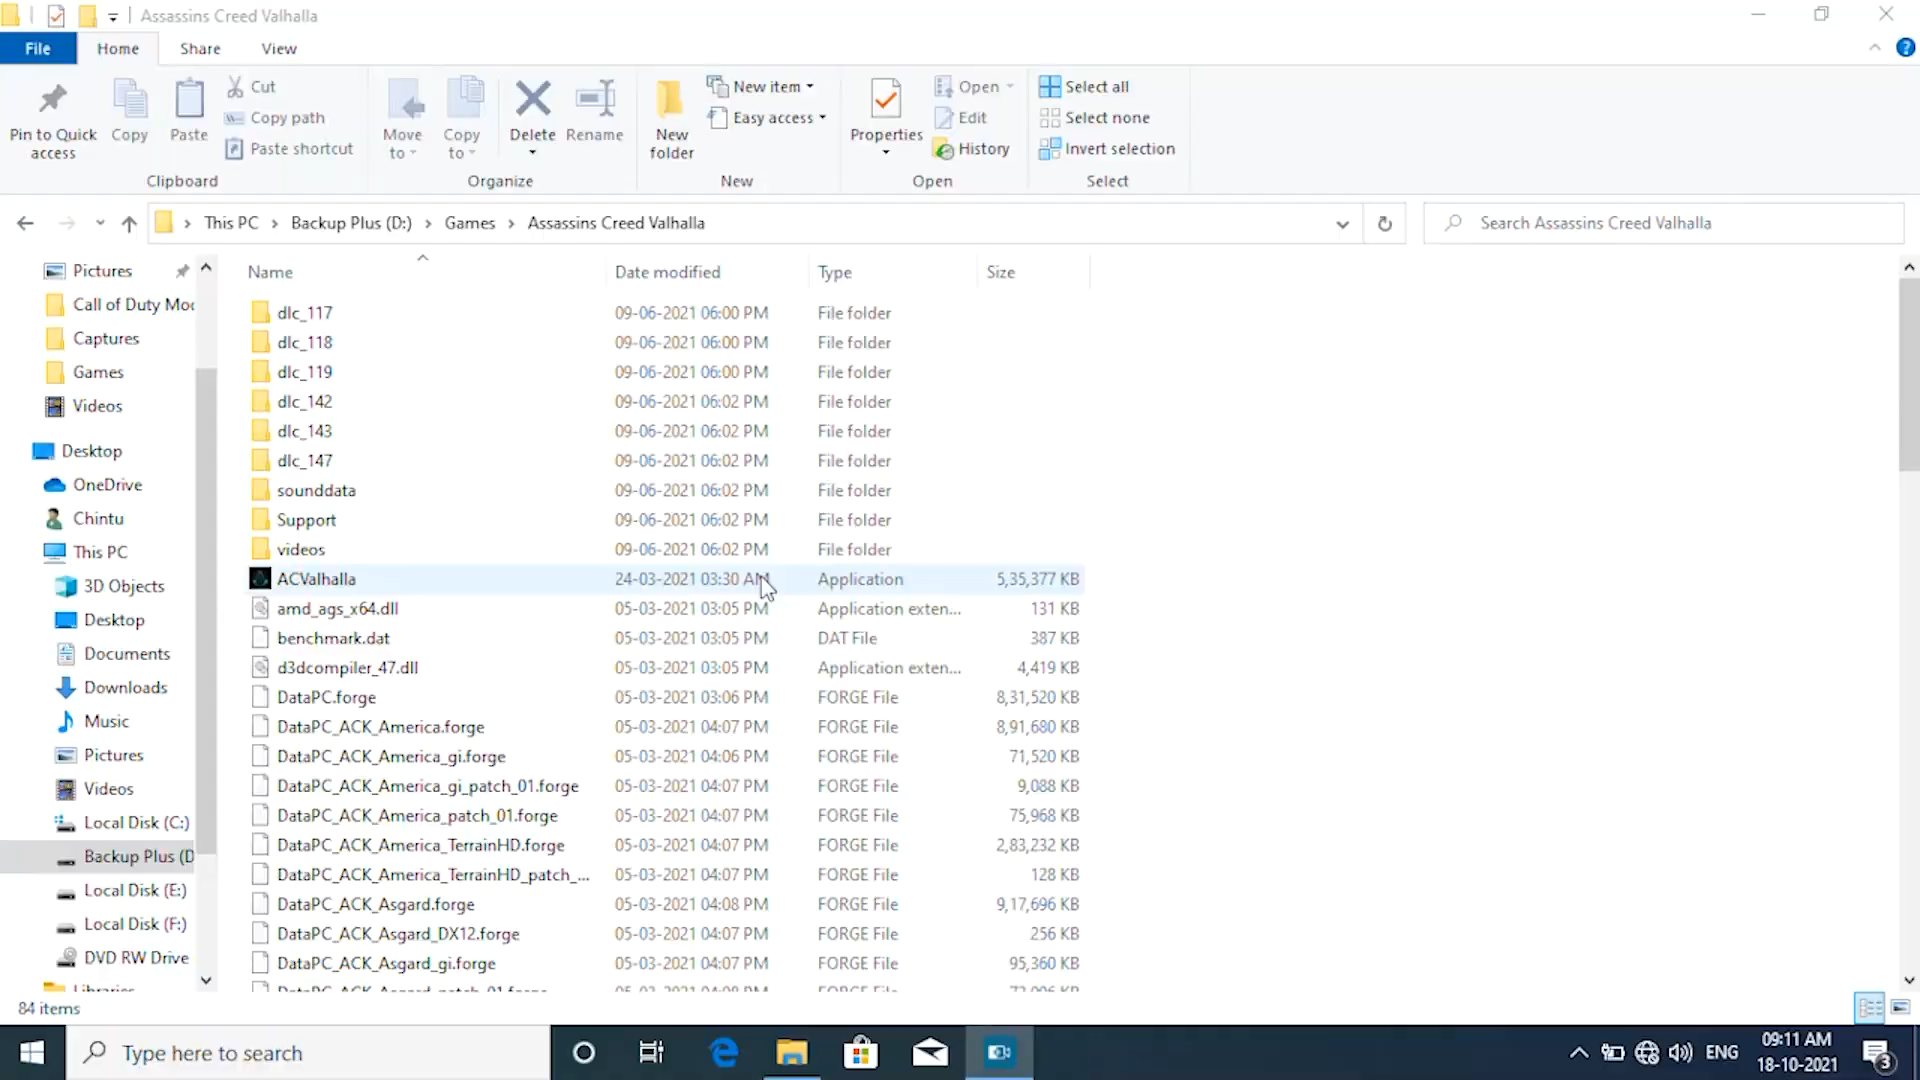 Assassins Creed Valhalla
File Home Share View
Pin to Quick access
Copy
Paste
Cut
Copy path
Paste shortcut
Clipboard
Move to
Copy to
Delete
Rename
Organize
New folder
New item
Easy access
New
Properties
Open
Edit
History
Open
Select all
Select none
Invert selection
Select
This PC > Backup Plus (D:) > Games > Assassins Creed Valhalla
Search Assassins Creed Valhalla
Pictures
Call of Duty Moc
Captures
Games
Videos
Desktop
OneDrive
Chintu
This PC
3D Objects
Desktop
Documents
Downloads
Music
Pictures
Videos
Local Disk (C:)
Backup Plus (D
Local Disk (E:)
Local Disk (F:)
DVD RW Drive
Libraries
Name Date modified Type Size
dlc_117 09-06-2021 06:00 PM File folder
dlc_118 09-06-2021 06:00 PM File folder
dlc_119 09-06-2021 06:00 PM File folder
dlc_142 09-06-2021 06:02 PM File folder
dlc_143 09-06-2021 06:02 PM File folder
dlc_147 09-06-2021 06:02 PM File folder
sounddata 09-06-2021 06:02 PM File folder
Support 09-06-2021 06:02 PM File folder
videos 09-06-2021 06:02 PM File folder
ACValhalla 24-03-2021 03:30 AM Application 5,35,377 KB
amd_ags_x64.dll 05-03-2021 03:05 PM Application exten... 131 KB
benchmark.dat 05-03-2021 03:05 PM DAT File 387 KB
d3dcompiler_47.dll 05-03-2021 03:05 PM Application exten... 4,419 KB
DataPC.forge 05-03-2021 03:06 PM FORGE File 8,31,520 KB
DataPC_ACK_America.forge 05-03-2021 04:07 PM FORGE File 8,91,680 KB
DataPC_ACK_America_gi.forge 05-03-2021 04:06 PM FORGE File 71,520 KB
DataPC_ACK_America_gi_patch_01.forge 05-03-2021 04:07 PM FORGE File 9,088 KB
DataPC_ACK_America_patch_01.forge 05-03-2021 04:07 PM FORGE File 75,968 KB
DataPC_ACK_America_TerrainHD.forge 05-03-2021 04:07 PM FORGE File 2,83,232 KB
DataPC_ACK_America_TerrainHD_patch_... 05-03-2021 04:07 PM FORGE File 128 KB
DataPC_ACK_Asgard.forge 05-03-2021 04:08 PM FORGE File 9,17,696 KB
DataPC_ACK_Asgard_DX12.forge 05-03-2021 04:07 PM FORGE File 256 KB
DataPC_ACK_Asgard_gi.forge 05-03-2021 04:07 PM FORGE File 95,360 KB
84 items
Type here to search
ENG
09:11 AM
18-10-2021
3